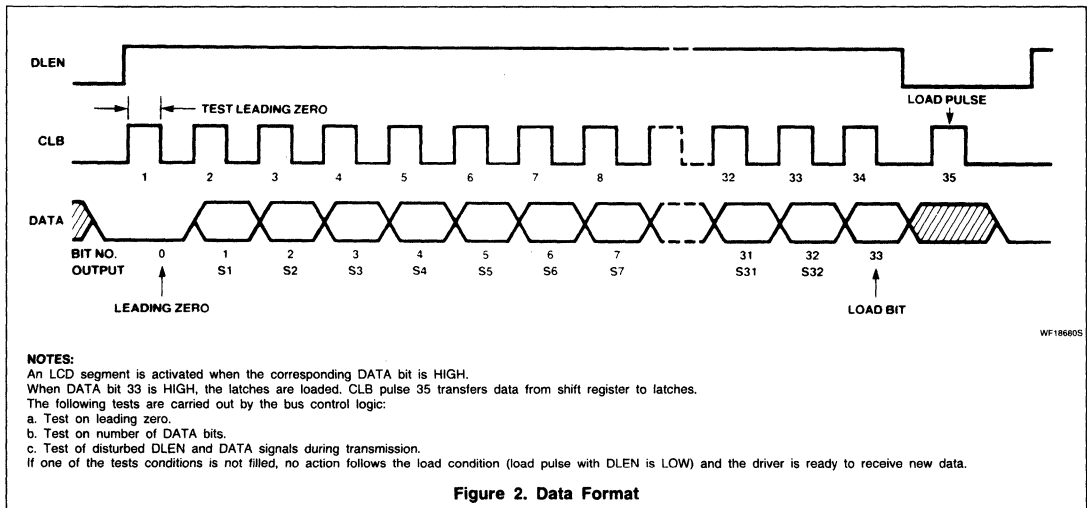 DLEN
LOAD PULSE
TEST LEADING ZERO
CLB
1 2 3 4 5 6 7 8 32 33 34 35
DATA
BIT NO. 0 1 2 3 4 5 6 7 31 32 33
OUTPUT S1 S2 S3 S4 S5 S6 S7 S31 S32
LEADING ZERO LOAD BIT
WF18680S
NOTES:
An LCD segment is activated when the corresponding DATA bit is HIGH.
When DATA bit 33 is HIGH, the latches are loaded. CLB pulse 35 transfers data from shift register to latches.
The following tests are carried out by the bus control logic:
a. Test on leading zero.
b. Test on number of DATA bits.
c. Test of disturbed DLEN and DATA signals during transmission.
If one of the tests conditions is not filled, no action follows the load condition (load pulse with DLEN is LOW) and the driver is ready to receive new data.
Figure 2. Data Format